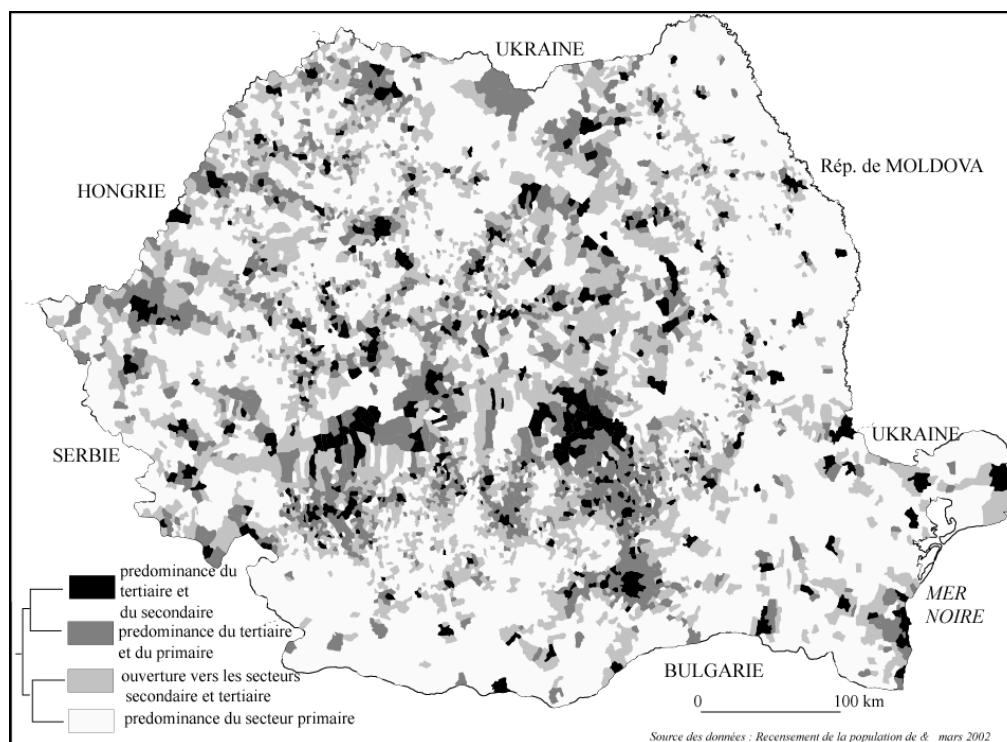 UKRAINE
Rép. de MOLDOVA
HONGRIE
SERBIE
UKRAINE
MER
NOIRE
BULGARIE
predominance du
tertiaire et
du secondaire
predominance du tertiaire
et du primaire
ouverture vers les secteurs
secondaire et tertiaire
predominance du secteur primaire
0 100 km
Source des données : Recensement de la population de & mars 2002